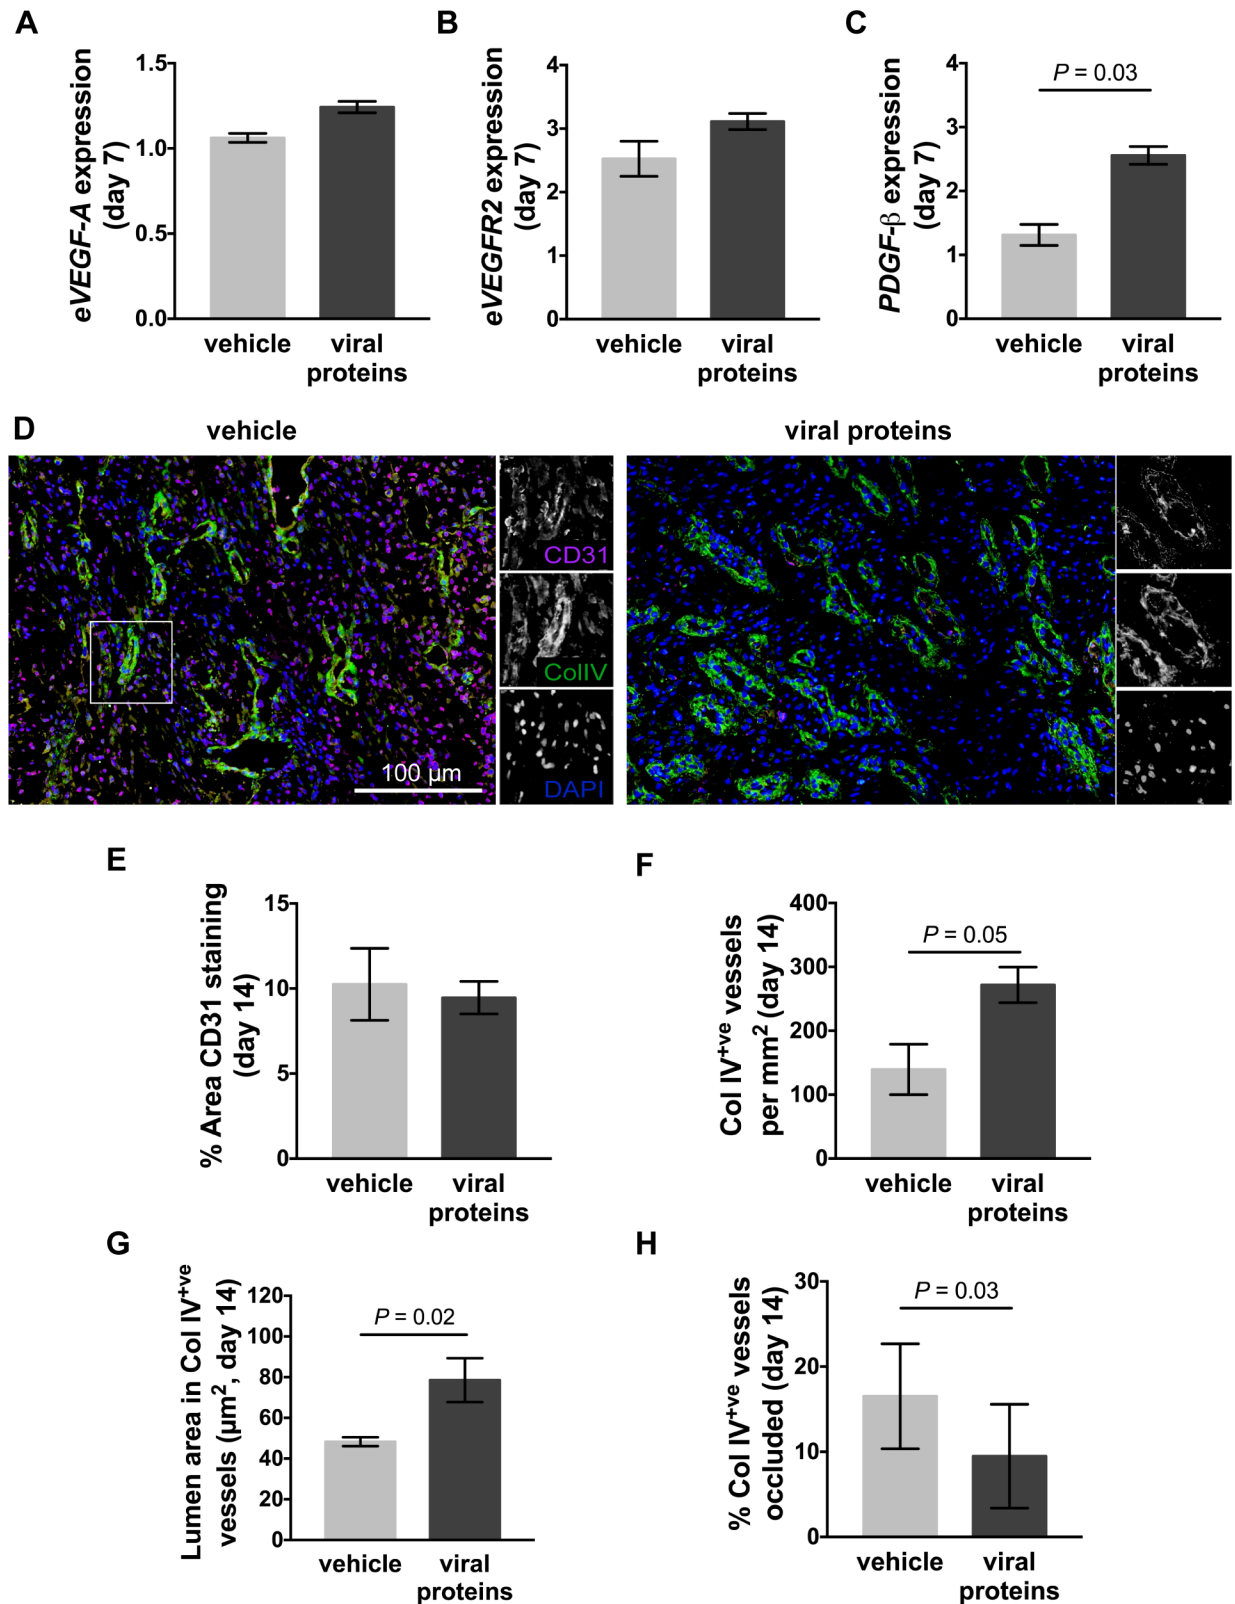 A
B
C
eVEGF-A expression
(day 7)
1.5
1.0
0.5
0.0
vehicle
viral
proteins
eVEGFR2 expression
(day 7)
4
3
2
1
0
vehicle
viral
proteins
PDGF-β expression
(day 7)
4
3
2
1
0
P = 0.03
vehicle
viral
proteins
D
vehicle
viral proteins
CD31
ColIV
DAPI
100 µm
E
% Area CD31 staining
(day 14)
15
10
5
0
vehicle
viral
proteins
F
Col IV+ve vessels
per mm2 (day 14)
400
300
200
100
0
P = 0.05
vehicle
viral
proteins
G
Lumen area in Col IV+ve
vessels (µm2, day 14)
120
100
80
60
40
20
0
P = 0.02
vehicle
viral
proteins
H
% Col IV+ve vessels
occluded (day 14)
30
20
10
0
P = 0.03
vehicle
viral
proteins